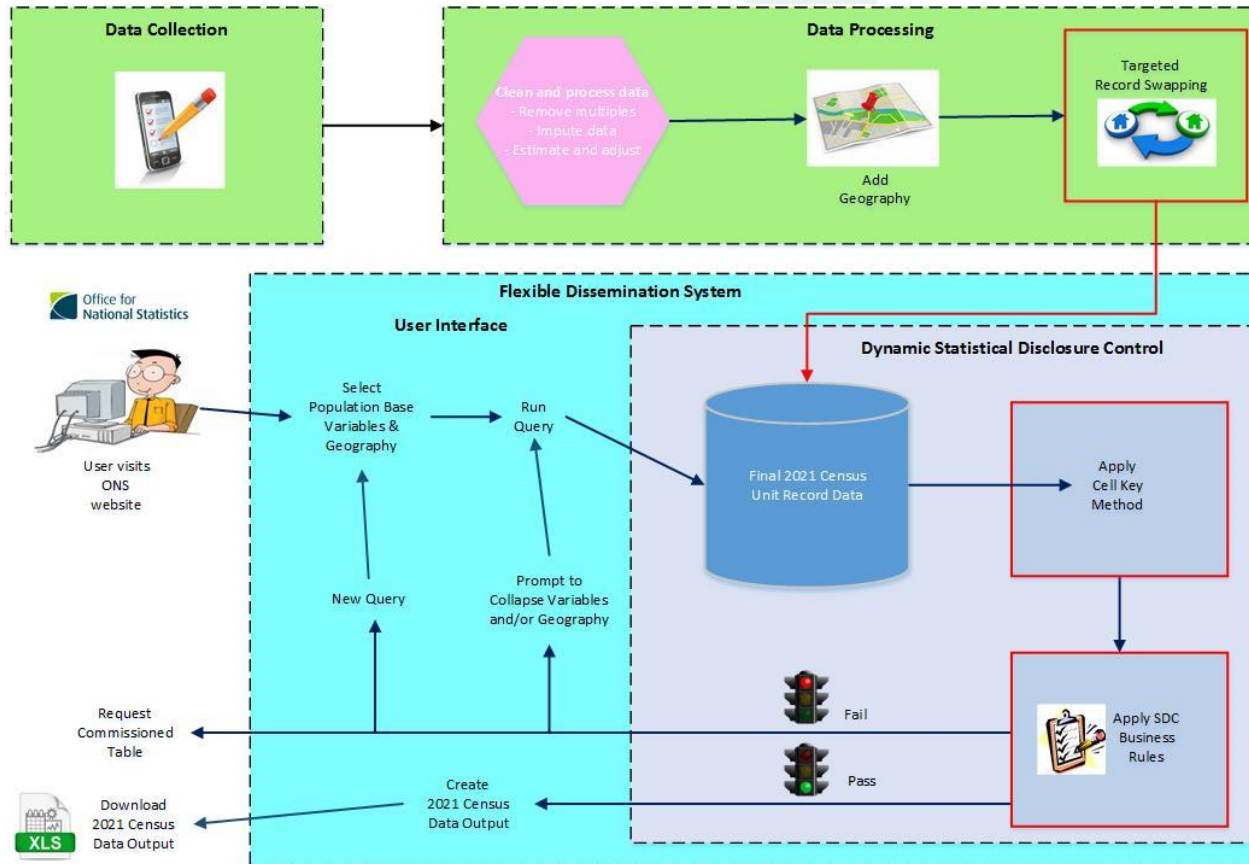 Data Collection
Data Processing
Clean and process data
- Remove multiples
- Impute data
- Estimate and adjust
Add
Geography
Targeted
Record Swapping
Office for
National Statistics
User visits
ONS
website
Flexible Dissemination System
User Interface
Select
Population Base
Variables &
Geography
Run
Query
New Query
Prompt to
Collapse Variables
and/or Geography
Dynamic Statistical Disclosure Control
Final 2021 Census
Unit Record Data
Apply
Cell Key
Method
Apply SDC
Business
Rules
Fail
Pass
Request
Commissioned
Table
Create
2021 Census
Data Output
XLS
Download
2021 Census
Data Output